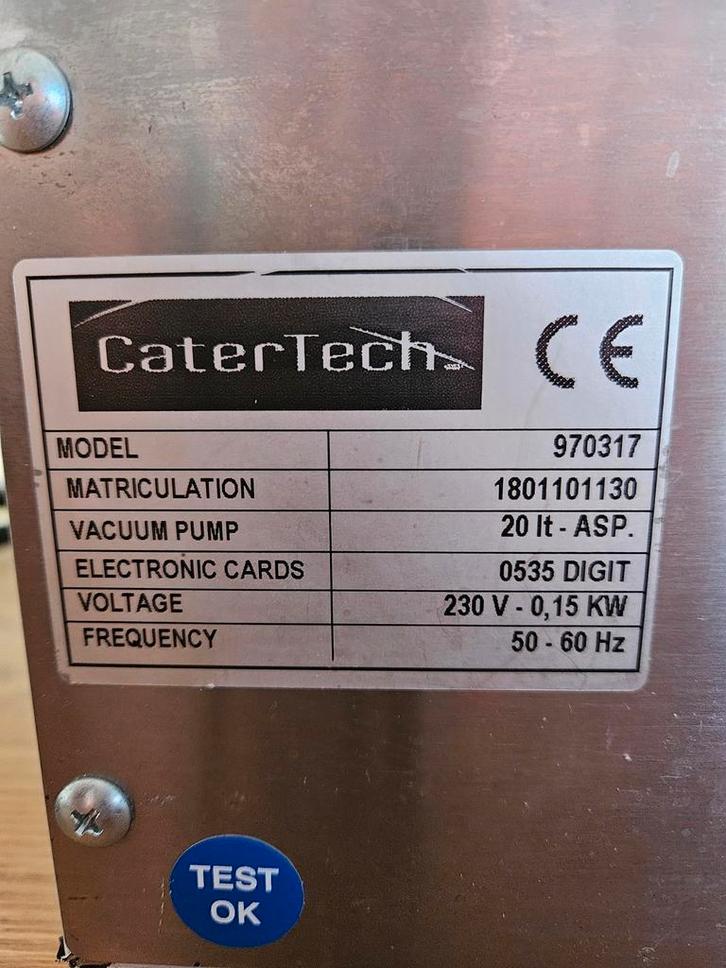 CaterTech
CE
MODEL 970317
MATRICULATION 1801101130
VACUUM PUMP 20 lt - ASP.
ELECTRONIC CARDS 0535 DIGIT
VOLTAGE 230 V - 0,15 KW
FREQUENCY 50 - 60 Hz
TEST
OK